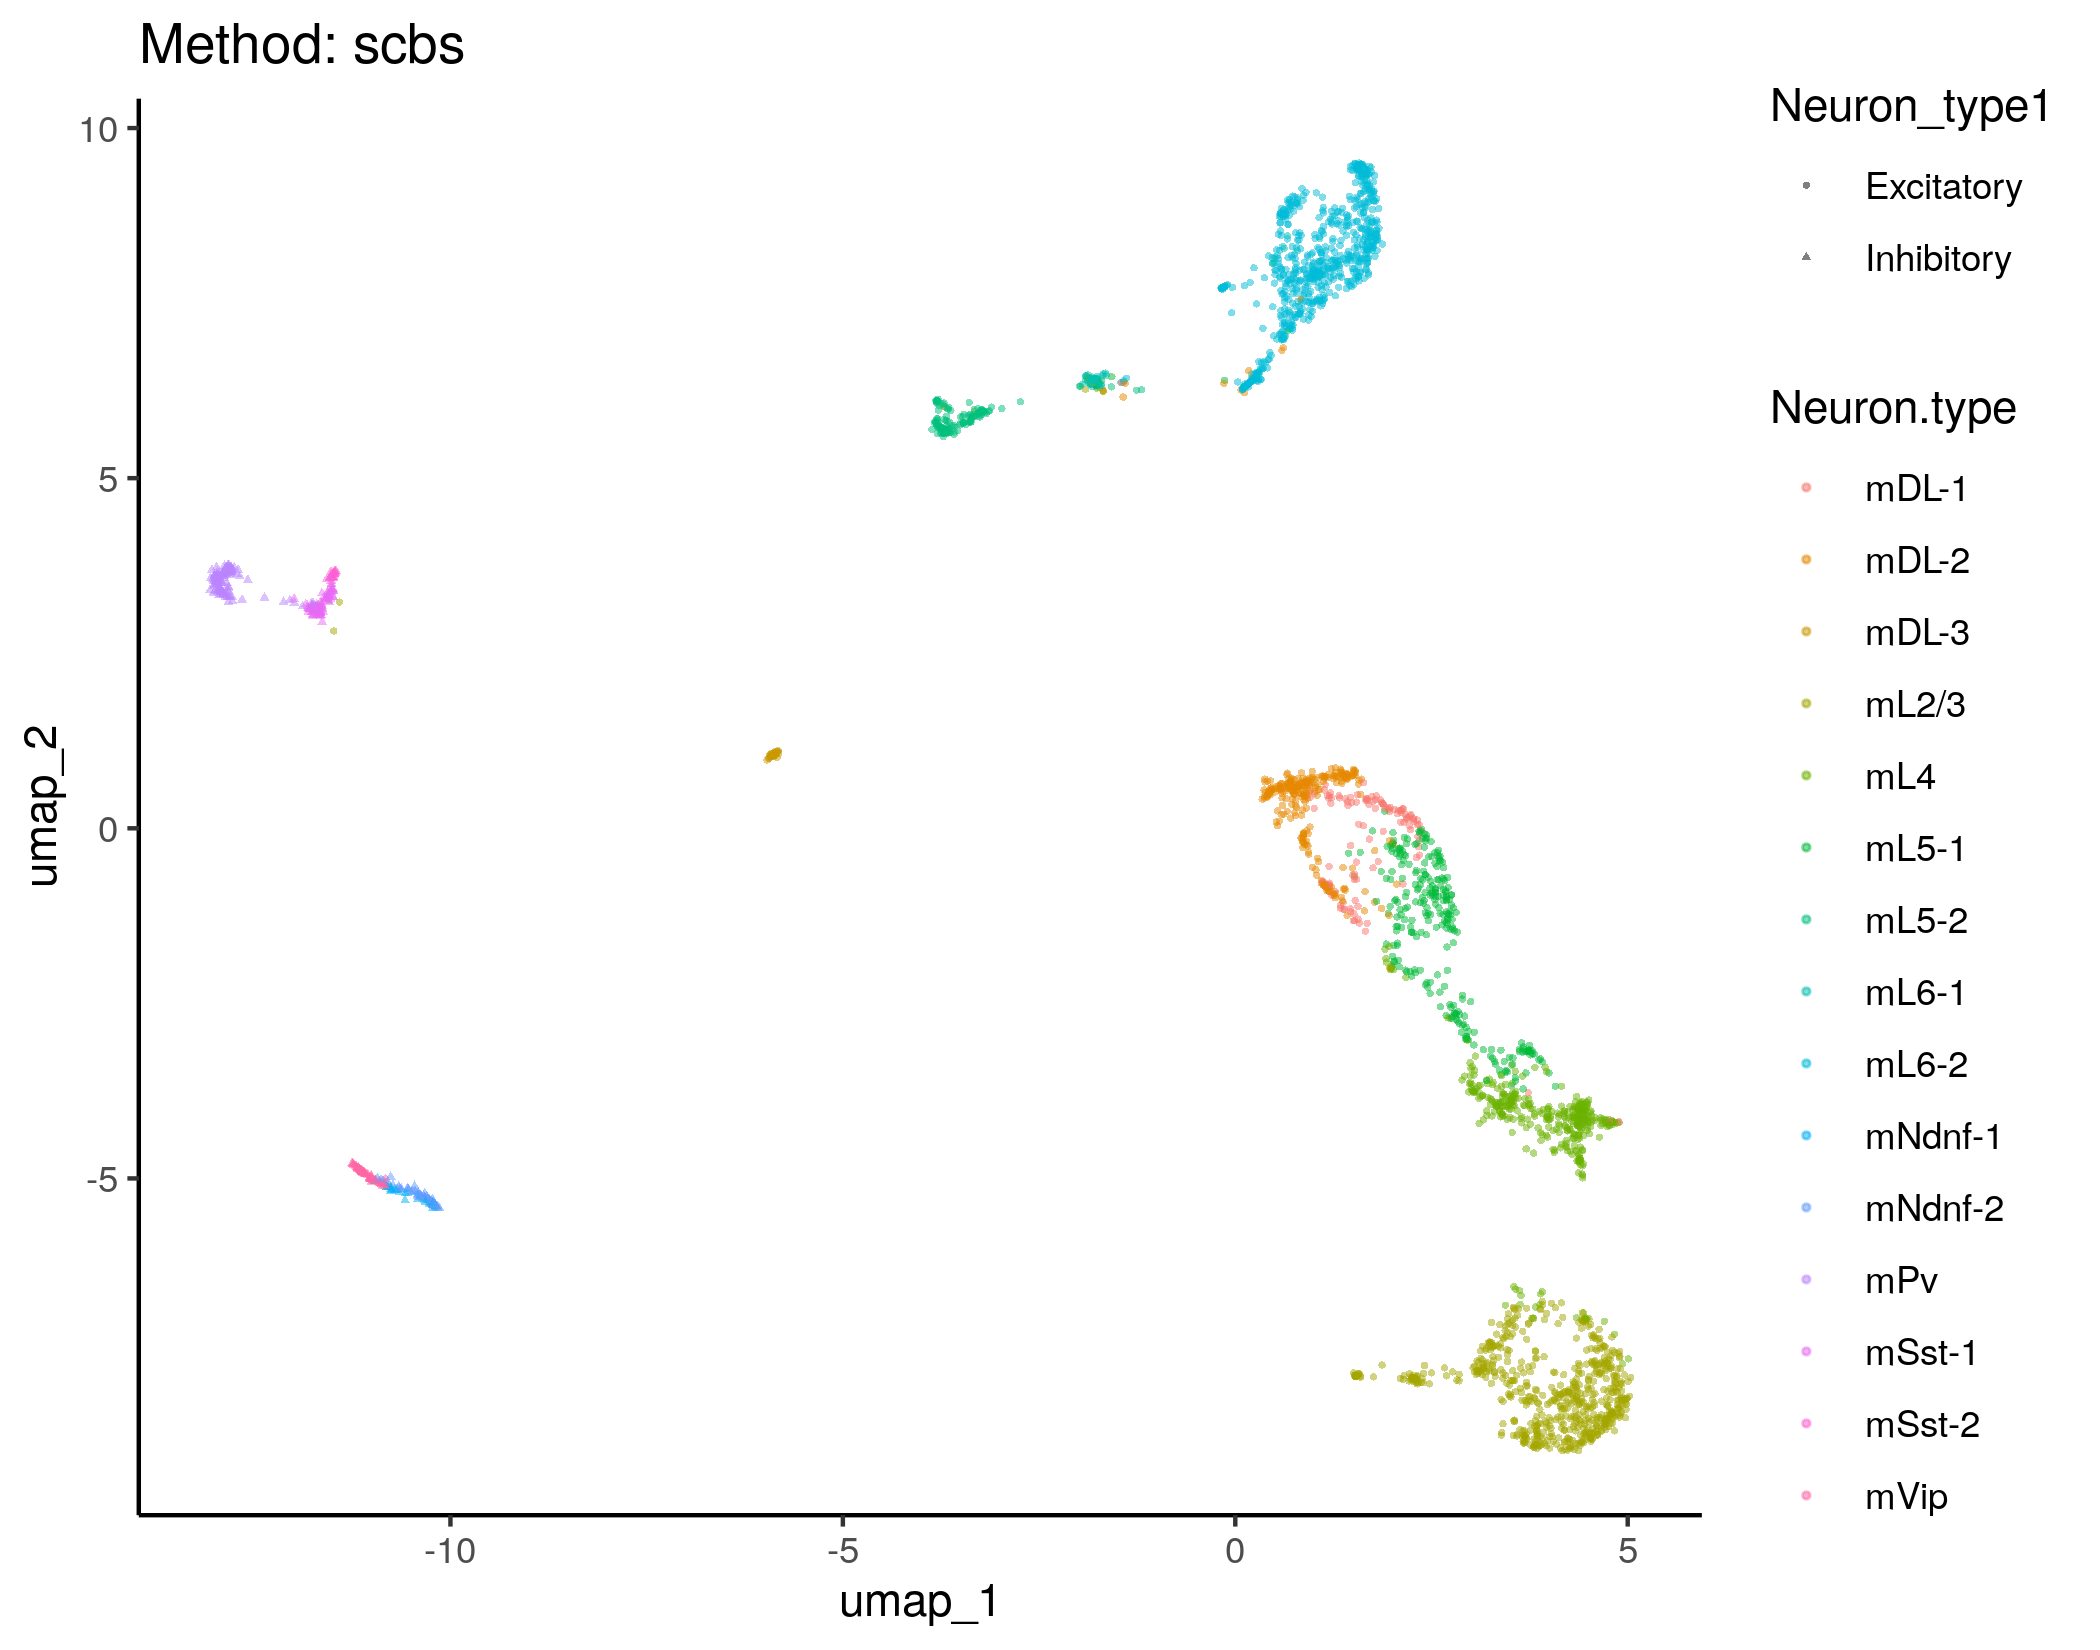 Method: scbs
10
5
0
-5
umap_2
-10
-5
0
5
umap_1
Neuron_type1
Excitatory
Inhibitory
Neuron.type
mDL-1
mDL-2
mDL-3
mL2/3
mL4
mL5-1
mL5-2
mL6-1
mL6-2
mNdnf-1
mNdnf-2
mPv
mSst-1
mSst-2
mVip